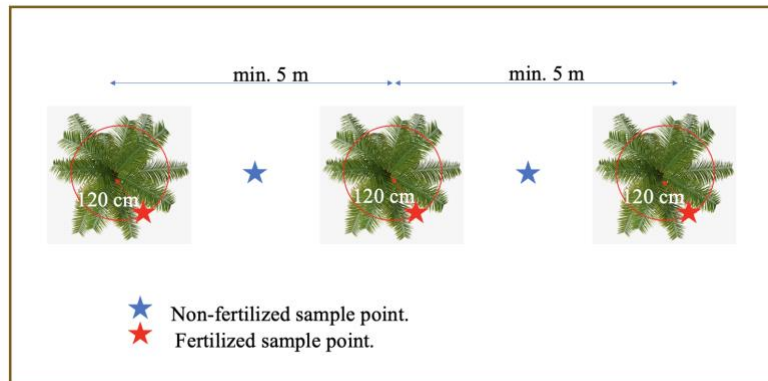 min. 5 m min. 5 m
120 cm 120 cm 120 cm
Non-fertilized sample point.
Fertilized sample point.